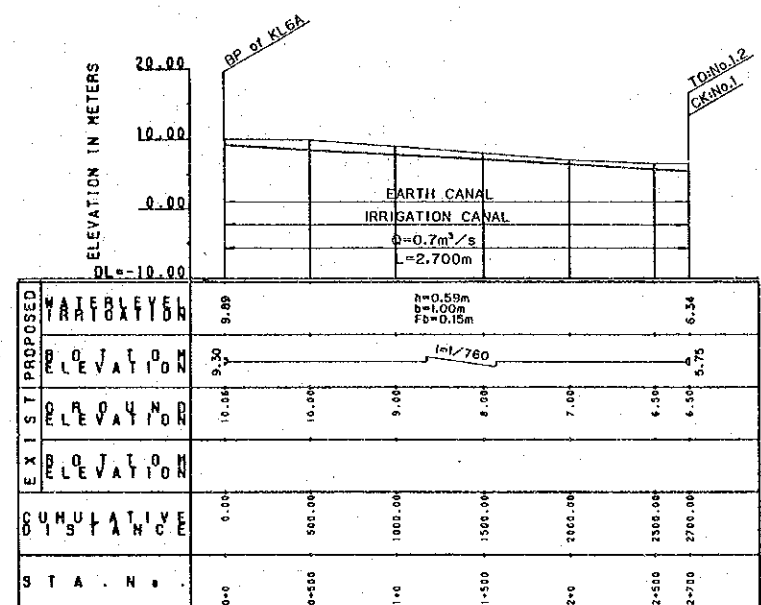 BP of KL6A
TO:No.1.2
CK:No.1
ELEVATION IN METERS
20.00
10.00
0.00
DL=-10.00
EARTH CANAL
IRRIGATION CANAL
Q=0.7m³/s
L=2.700m
PROPOSED
WATERLEVEL
IRRIGATION
9.89
h=0.59m
b=1.00m
Fb=0.15m
6.34
BOTTOM
ELEVATION
9.30
I=1/760
5.75
EXIST
GROUND
ELEVATION
10.00
9.00
8.00
7.00
6.50
6.50
BOTTOM
ELEVATION
CUMULATIVE
DISTANCE
0.00
500.00
1000.00
1500.00
2000.00
2500.00
2700.00
STA. No.
0+0
0+500
1+0
1+500
2+0
2+500
2+700